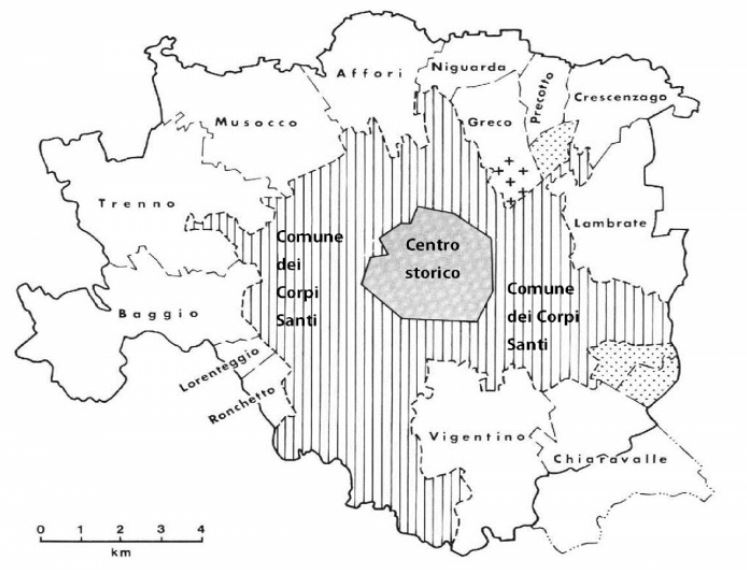 Affori
Niguarda
Precotto
Crescenzago
Musocco
Greco
Trenno
Lambrate
Comune
dei
Corpi
Santi
Centro
storico
Comune
dei Corpi
Santi
Baggio
Lorenteggio
Ronchetto
Vigentino
Chiaravalle
0 1 2 3 4
km